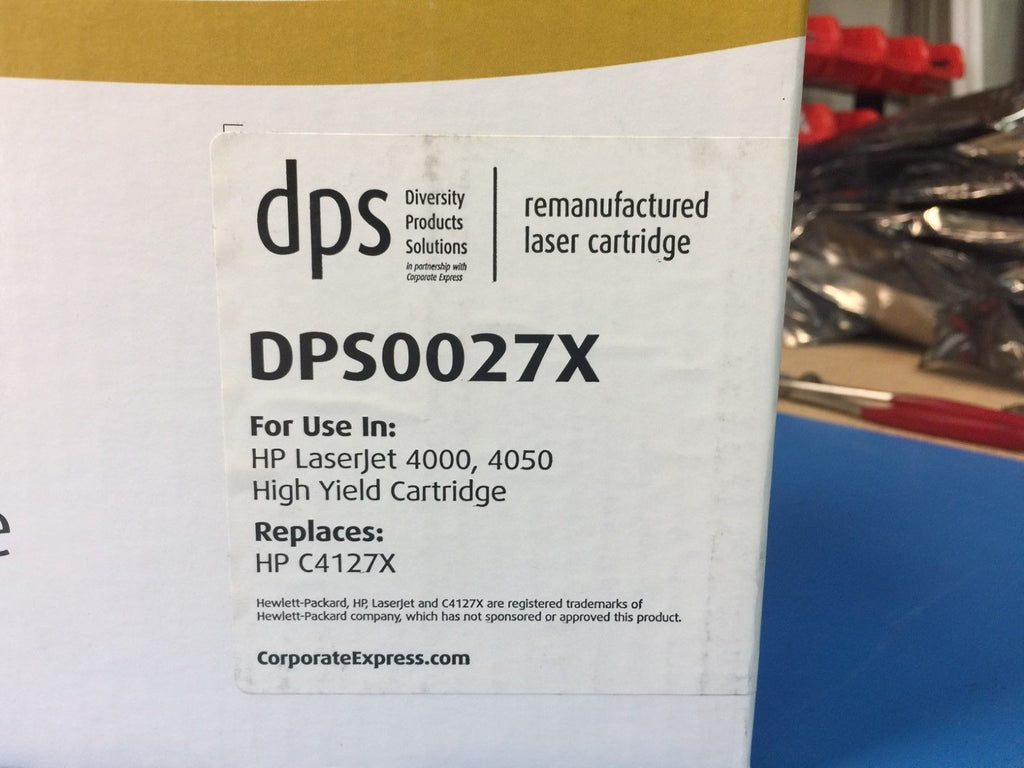 dps
Diversity
Products
Solutions
in partnership with
Corporate Express
remanufactured
laser cartridge
DPS0027X
For Use In:
HP LaserJet 4000, 4050
High Yield Cartridge
Replaces:
HP C4127X
Hewlett-Packard, HP, LaserJet and C4127X are registered trademarks of
Hewlett-Packard company, which has not sponsored or approved this product.
CorporateExpress.com
e